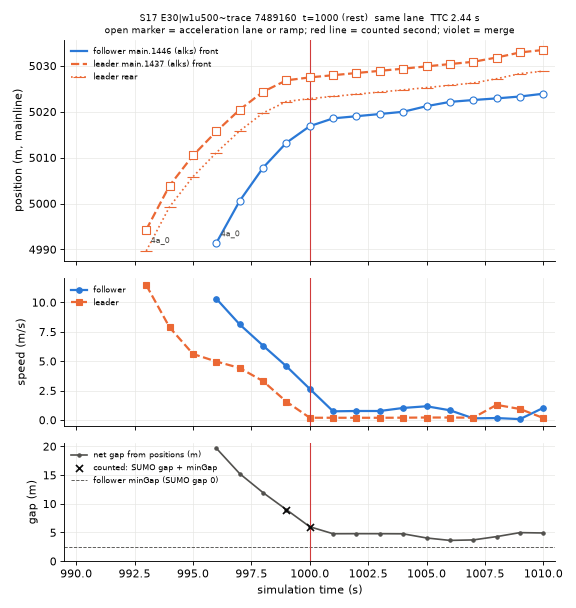 S17 E30|w1u500~trace 7489160  t=1000 (rest)  same lane  TTC 2.44 s
open marker = acceleration lane or ramp; red line = counted second; violet = merge
follower main.1446 (alks) front
leader main.1437 (alks) front
leader rear
5030
5020
5010
5000
4990
position (m, mainline)
4a_0
4a_0
follower
leader
10.0
7.5
5.0
2.5
0.0
speed (m/s)
net gap from positions (m)
counted: SUMO gap + minGap
follower minGap (SUMO gap 0)
20
15
10
5
0
gap (m)
990.0 992.5 995.0 997.5 1000.0 1002.5 1005.0 1007.5 1010.0
simulation time (s)